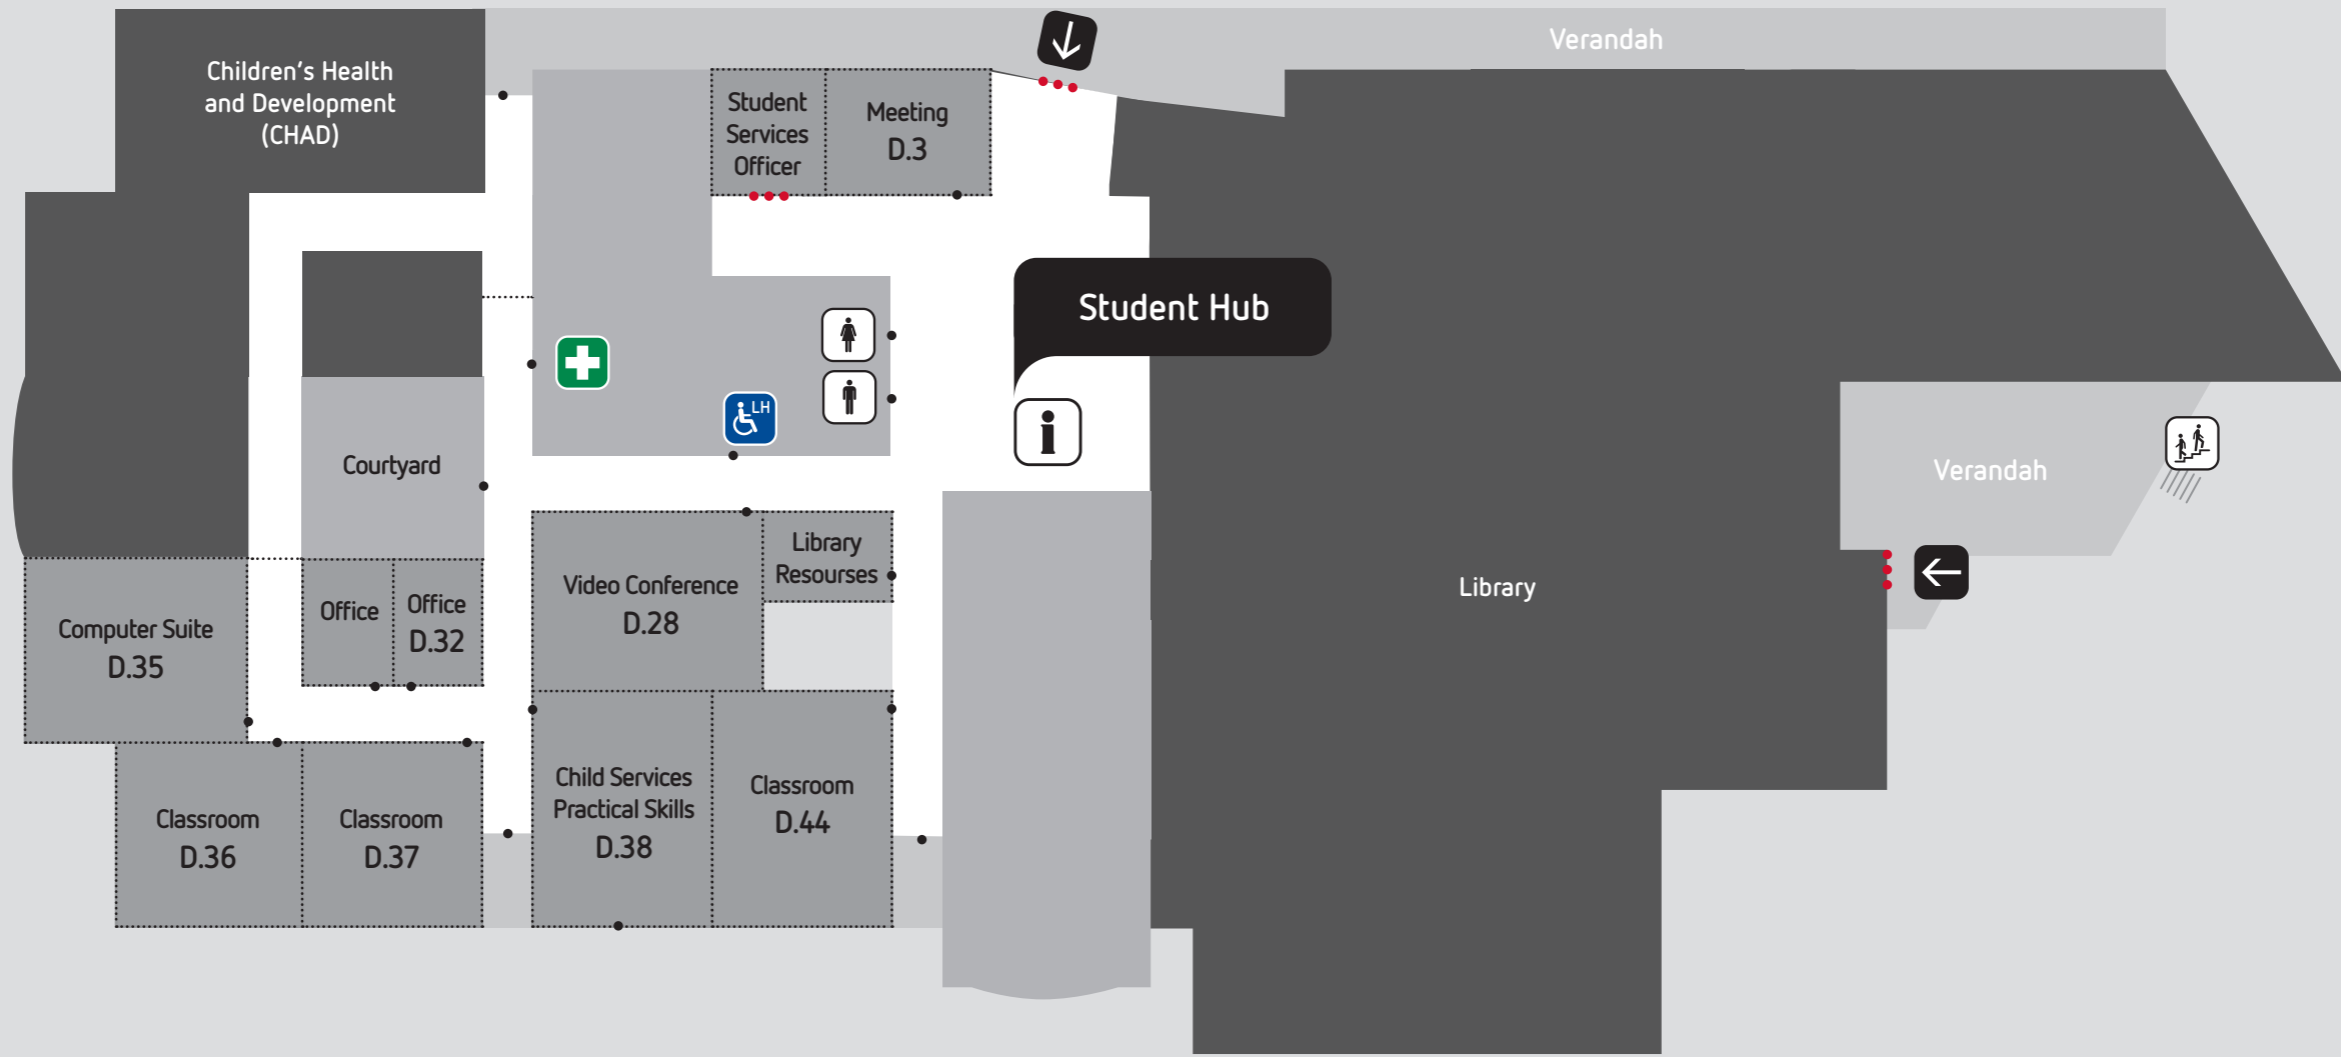 Children's Health
and Development
(CHAD)
Verandah
Student
Services
Officer
Meeting
D.3
Student Hub
LH
Courtyard
Verandah
Library
Resourses
Video Conference
D.28
Library
Office
Office
D.32
Computer Suite
D.35
Child Services
Practical Skills
D.38
Classroom
D.44
Classroom
D.36
Classroom
D.37